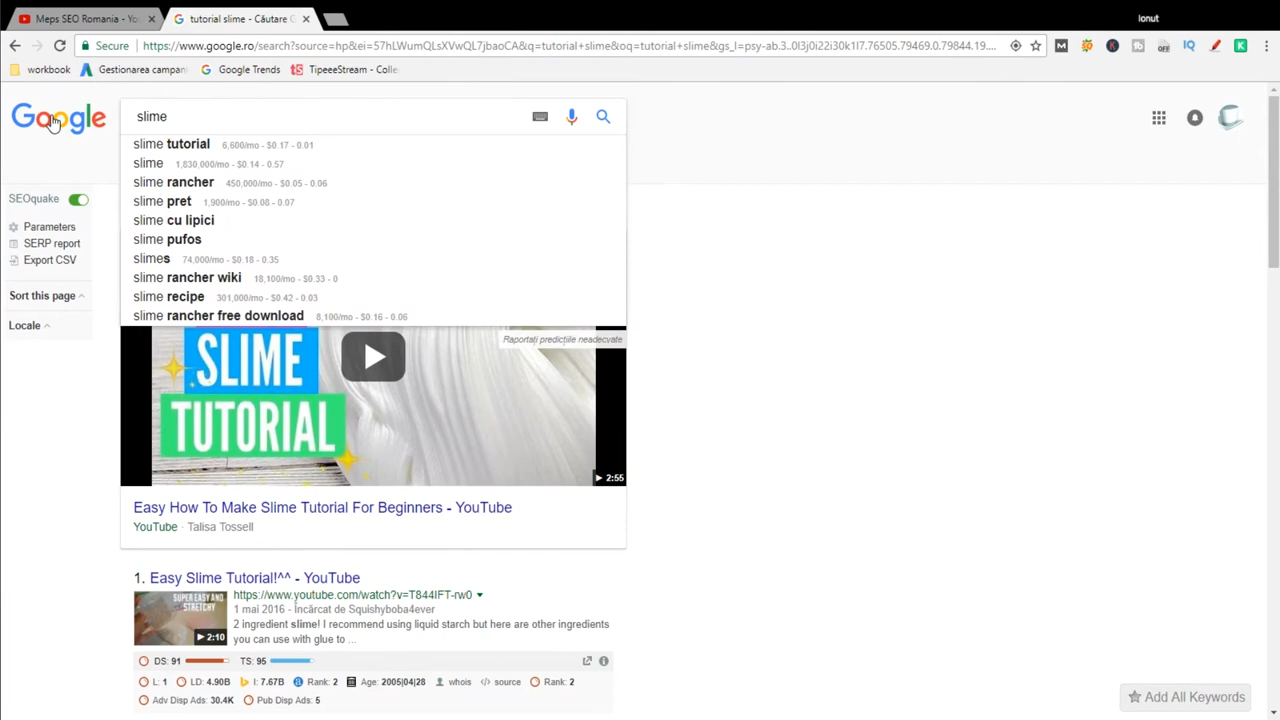 Meps SEO Romania - Yo
tutorial slime - Căutare G
Ionut
Secure
https://www.google.ro/search?source=hp&ei=57hLWumQLsXVwQL7jbaoCA&q=tutorial+slime&oq=tutorial+slime&gs_l=psy-ab.3..0l3j0i22i30k1l7.76505.79469.0.79844.19....
workbook
Gestionarea campan
Google Trends
TipeeeStream - Colle
Google
slime
slime tutorial 6,600/mo - $0.17 - 0.01
slime 1,830,000/mo - $0.14 - 0.57
slime rancher 450,000/mo - $0.05 - 0.06
slime pret 1,900/mo - $0.08 - 0.07
slime cu lipici
slime pufos
slimes 74,000/mo - $0.18 - 0.35
slime rancher wiki 18,100/mo - $0.33 - 0
slime recipe 301,000/mo - $0.42 - 0.03
slime rancher free download 8,100/mo - $0.16 - 0.06
Raportați predicțiile neadecvate
SEOquake
Parameters
SERP report
Export CSV
Sort this page
Locale
SLIME
TUTORIAL
2:55
Easy How To Make Slime Tutorial For Beginners - YouTube
YouTube · Talisa Tossell
1. Easy Slime Tutorial!^^ - YouTube
https://www.youtube.com/watch?v=T844IFT-rw0
1 mai 2016 - Încărcat de Squishyboba4ever
2 ingredient slime! I recommend using liquid starch but here are other ingredients
you can use with glue to ...
SUPER EASY AND
STRETCHY
2:10
DS: 91 TS: 95
L: 1 LD: 4.90B I: 7.67B Rank: 2 Age: 2005|04|28 whois source Rank: 2
Adv Disp Ads: 30.4K Pub Disp Ads: 5
Add All Keywords